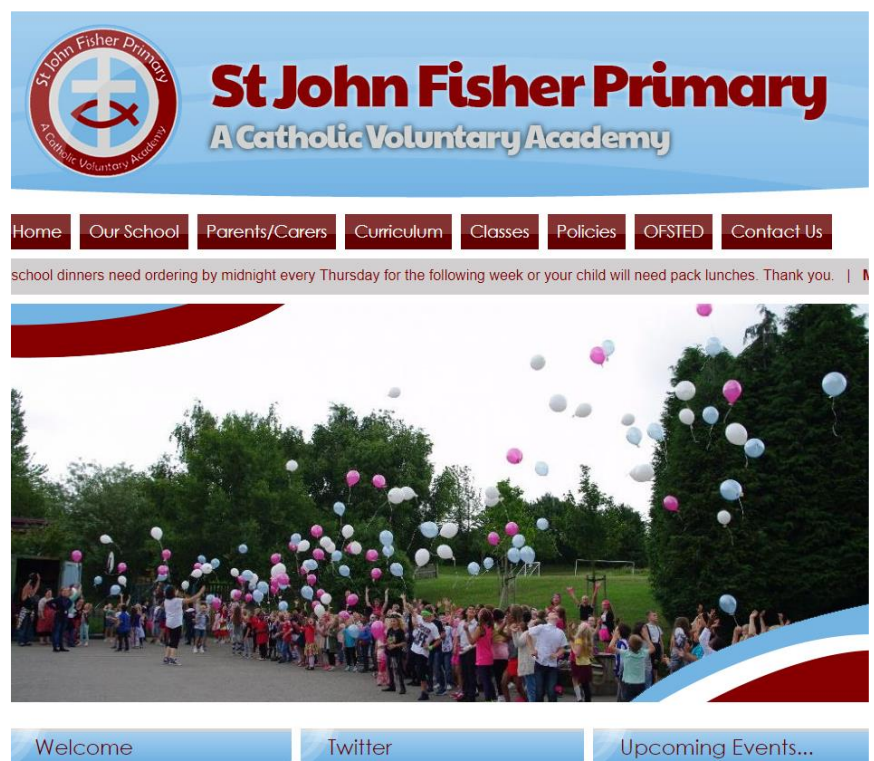 St John Fisher Primary
A Catholic Voluntary Academy
St John Fisher Primary
A Catholic Voluntary Academy
Home Our School Parents/Carers Curriculum Classes Policies OFSTED Contact Us
school dinners need ordering by midnight every Thursday for the following week or your child will need pack lunches. Thank you. |
Welcome Twitter Upcoming Events...